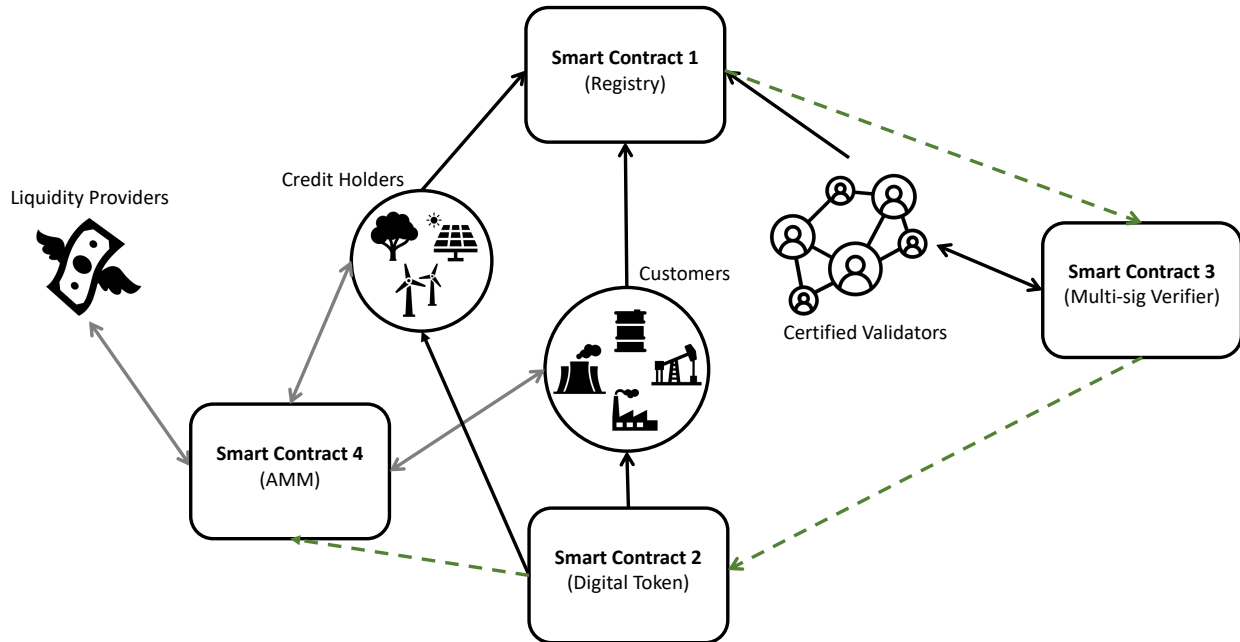 Smart Contract 1
(Registry)
Credit Holders
Liquidity Providers
Customers
Smart Contract 3
(Multi-sig Verifier)
Certified Validators
Smart Contract 4
(AMM)
Smart Contract 2
(Digital Token)